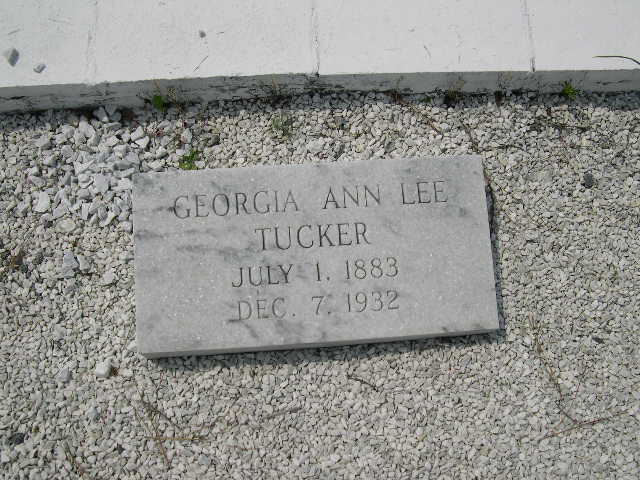 GEORGIA ANN LEE
TUCKER
JULY 1. 1883
DEC. 7. 1932